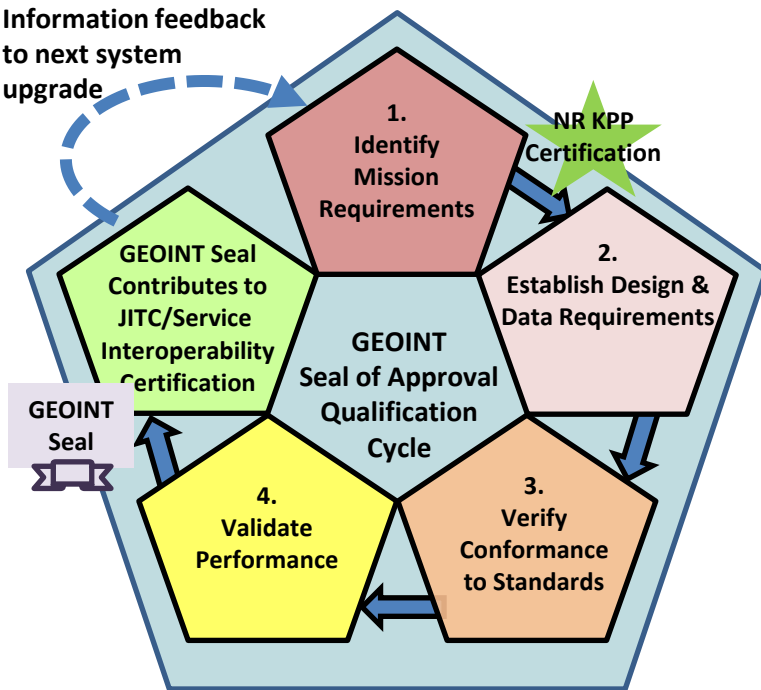 Information feedback
to next system
upgrade
1.
Identify
Mission
Requirements
NR KPP
Certification
2.
Establish Design &
Data Requirements
3.
Verify
Conformance
to Standards
4.
Validate
Performance
GEOINT
Seal
GEOINT Seal
Contributes to
JITC/Service
Interoperability
Certification
GEOINT
Seal of Approval
Qualification
Cycle